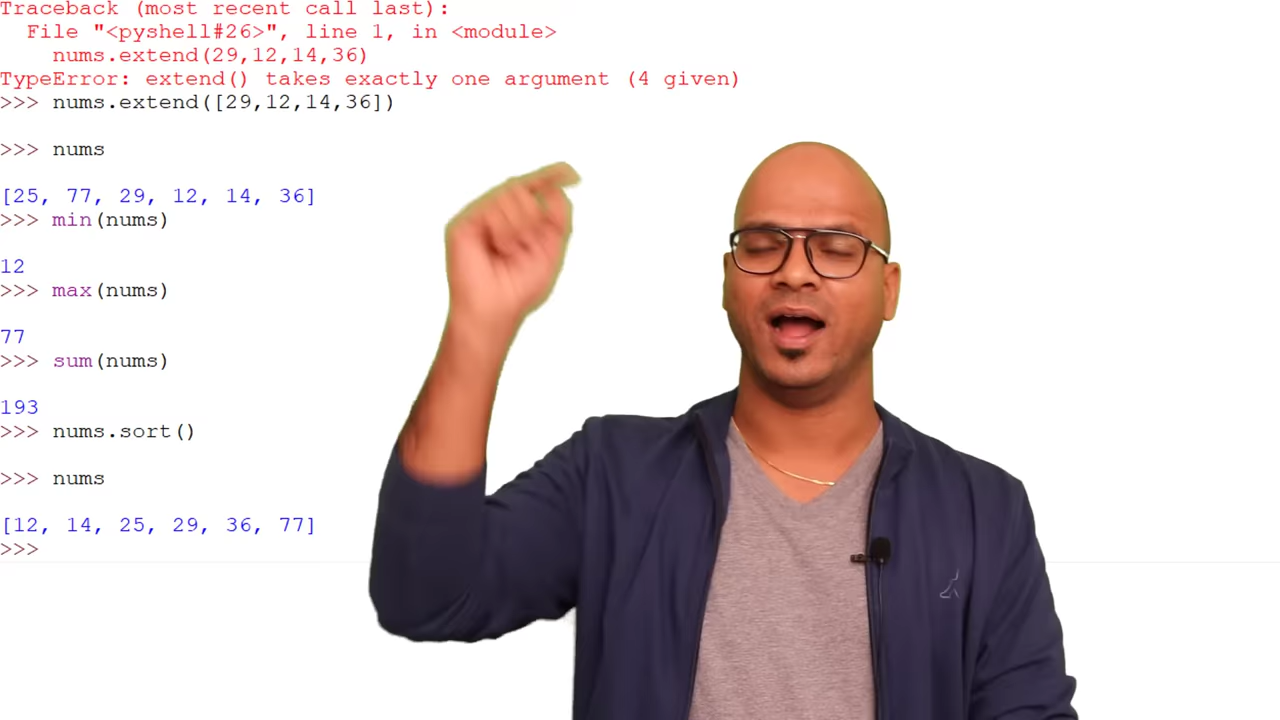 Traceback (most recent call last):
File "<pyshell#26>", line 1, in <module>
nums.extend(29,12,14,36)
TypeError: extend() takes exactly one argument (4 given)
>>> nums.extend([29,12,14,36])
>>> nums
[25, 77, 29, 12, 14, 36]
>>> min(nums)
12
>>> max(nums)
77
>>> sum(nums)
193
>>> nums.sort()
>>> nums
[12, 14, 25, 29, 36, 77]
>>>